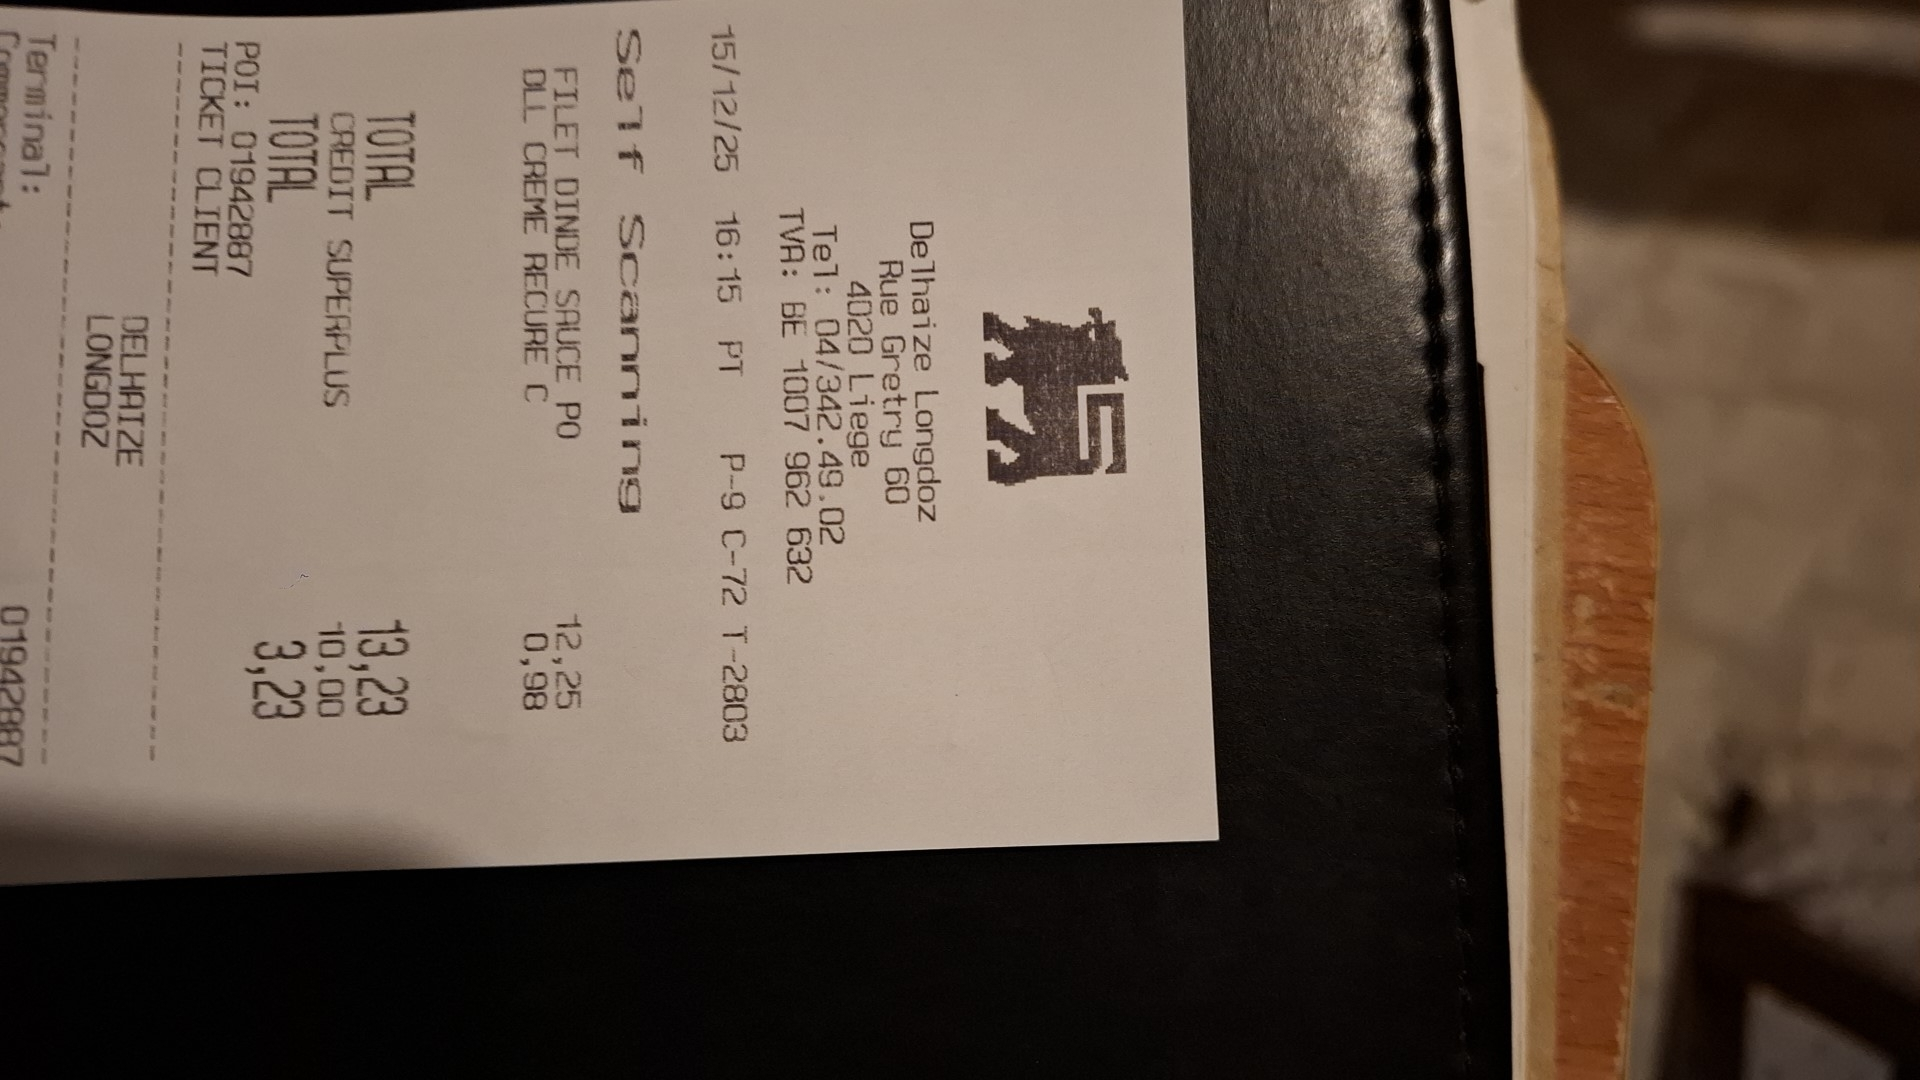 Delhaize Longdoz
Rue Gretry 60
4020 Liege
Tel: 04/342.49.02
TVA: BE 1007 962 632
15/12/25 16:15 PT P-9 C-72 T-2803
Self Scanning
FILET DINDE SAUCE PO 12,25
DLL CREME RECURE C 0,98
TOTAL 13,23
CREDIT SUPERPLUS -10,00
TOTAL 3,23
POI: 01942887
TICKET CLIENT
DELHAIZE
LONGDOZ
Terminal: 01942887